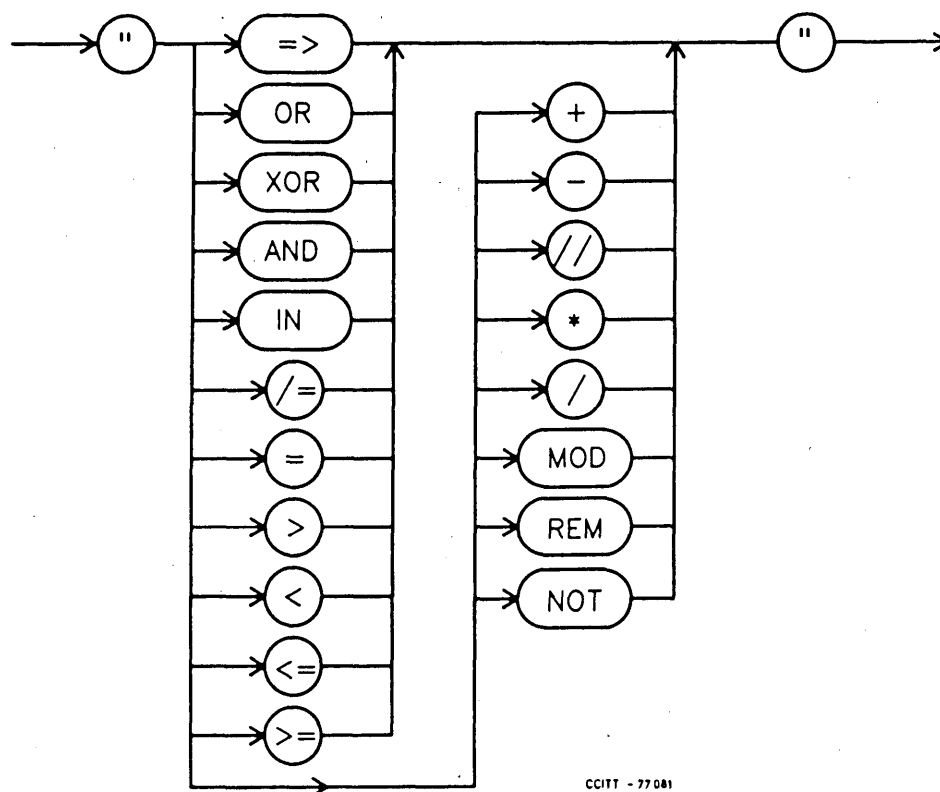 "
=>
OR
XOR
AND
IN
/=
=
>
<
<=
>=
+
-
//
*
/
MOD
REM
NOT
"
CCITT - 77081